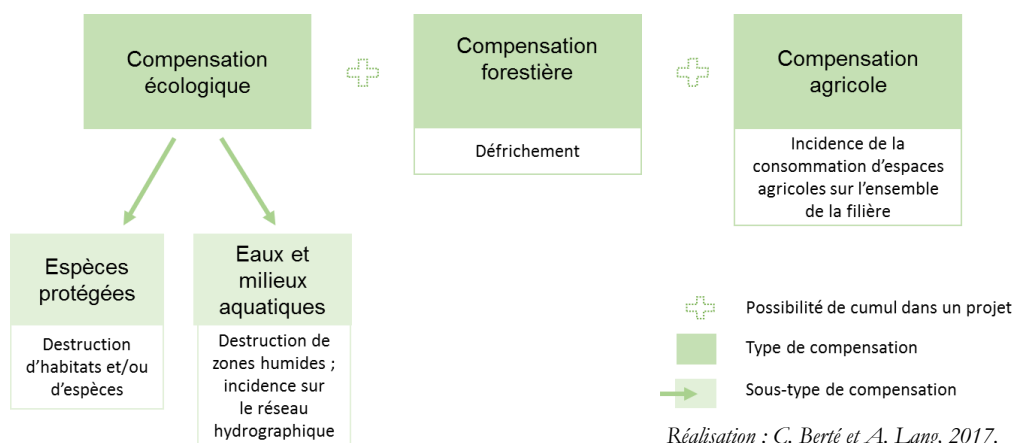 Compensation
écologique
Compensation
forestière
Défrichement
Compensation
agricole
Incidence de la
consommation d'espaces
agricoles sur l'ensemble
de la filière
Espèces
protégées
Destruction
d'habitats et/ou
d'espèces
Eaux et
milieux
aquatiques
Destruction de
zones humides ;
incidence sur
le réseau
hydrographique
Possibilité de cumul dans un projet
Type de compensation
Sous-type de compensation
Réalisation : C. Berté et A. Lang, 2017.